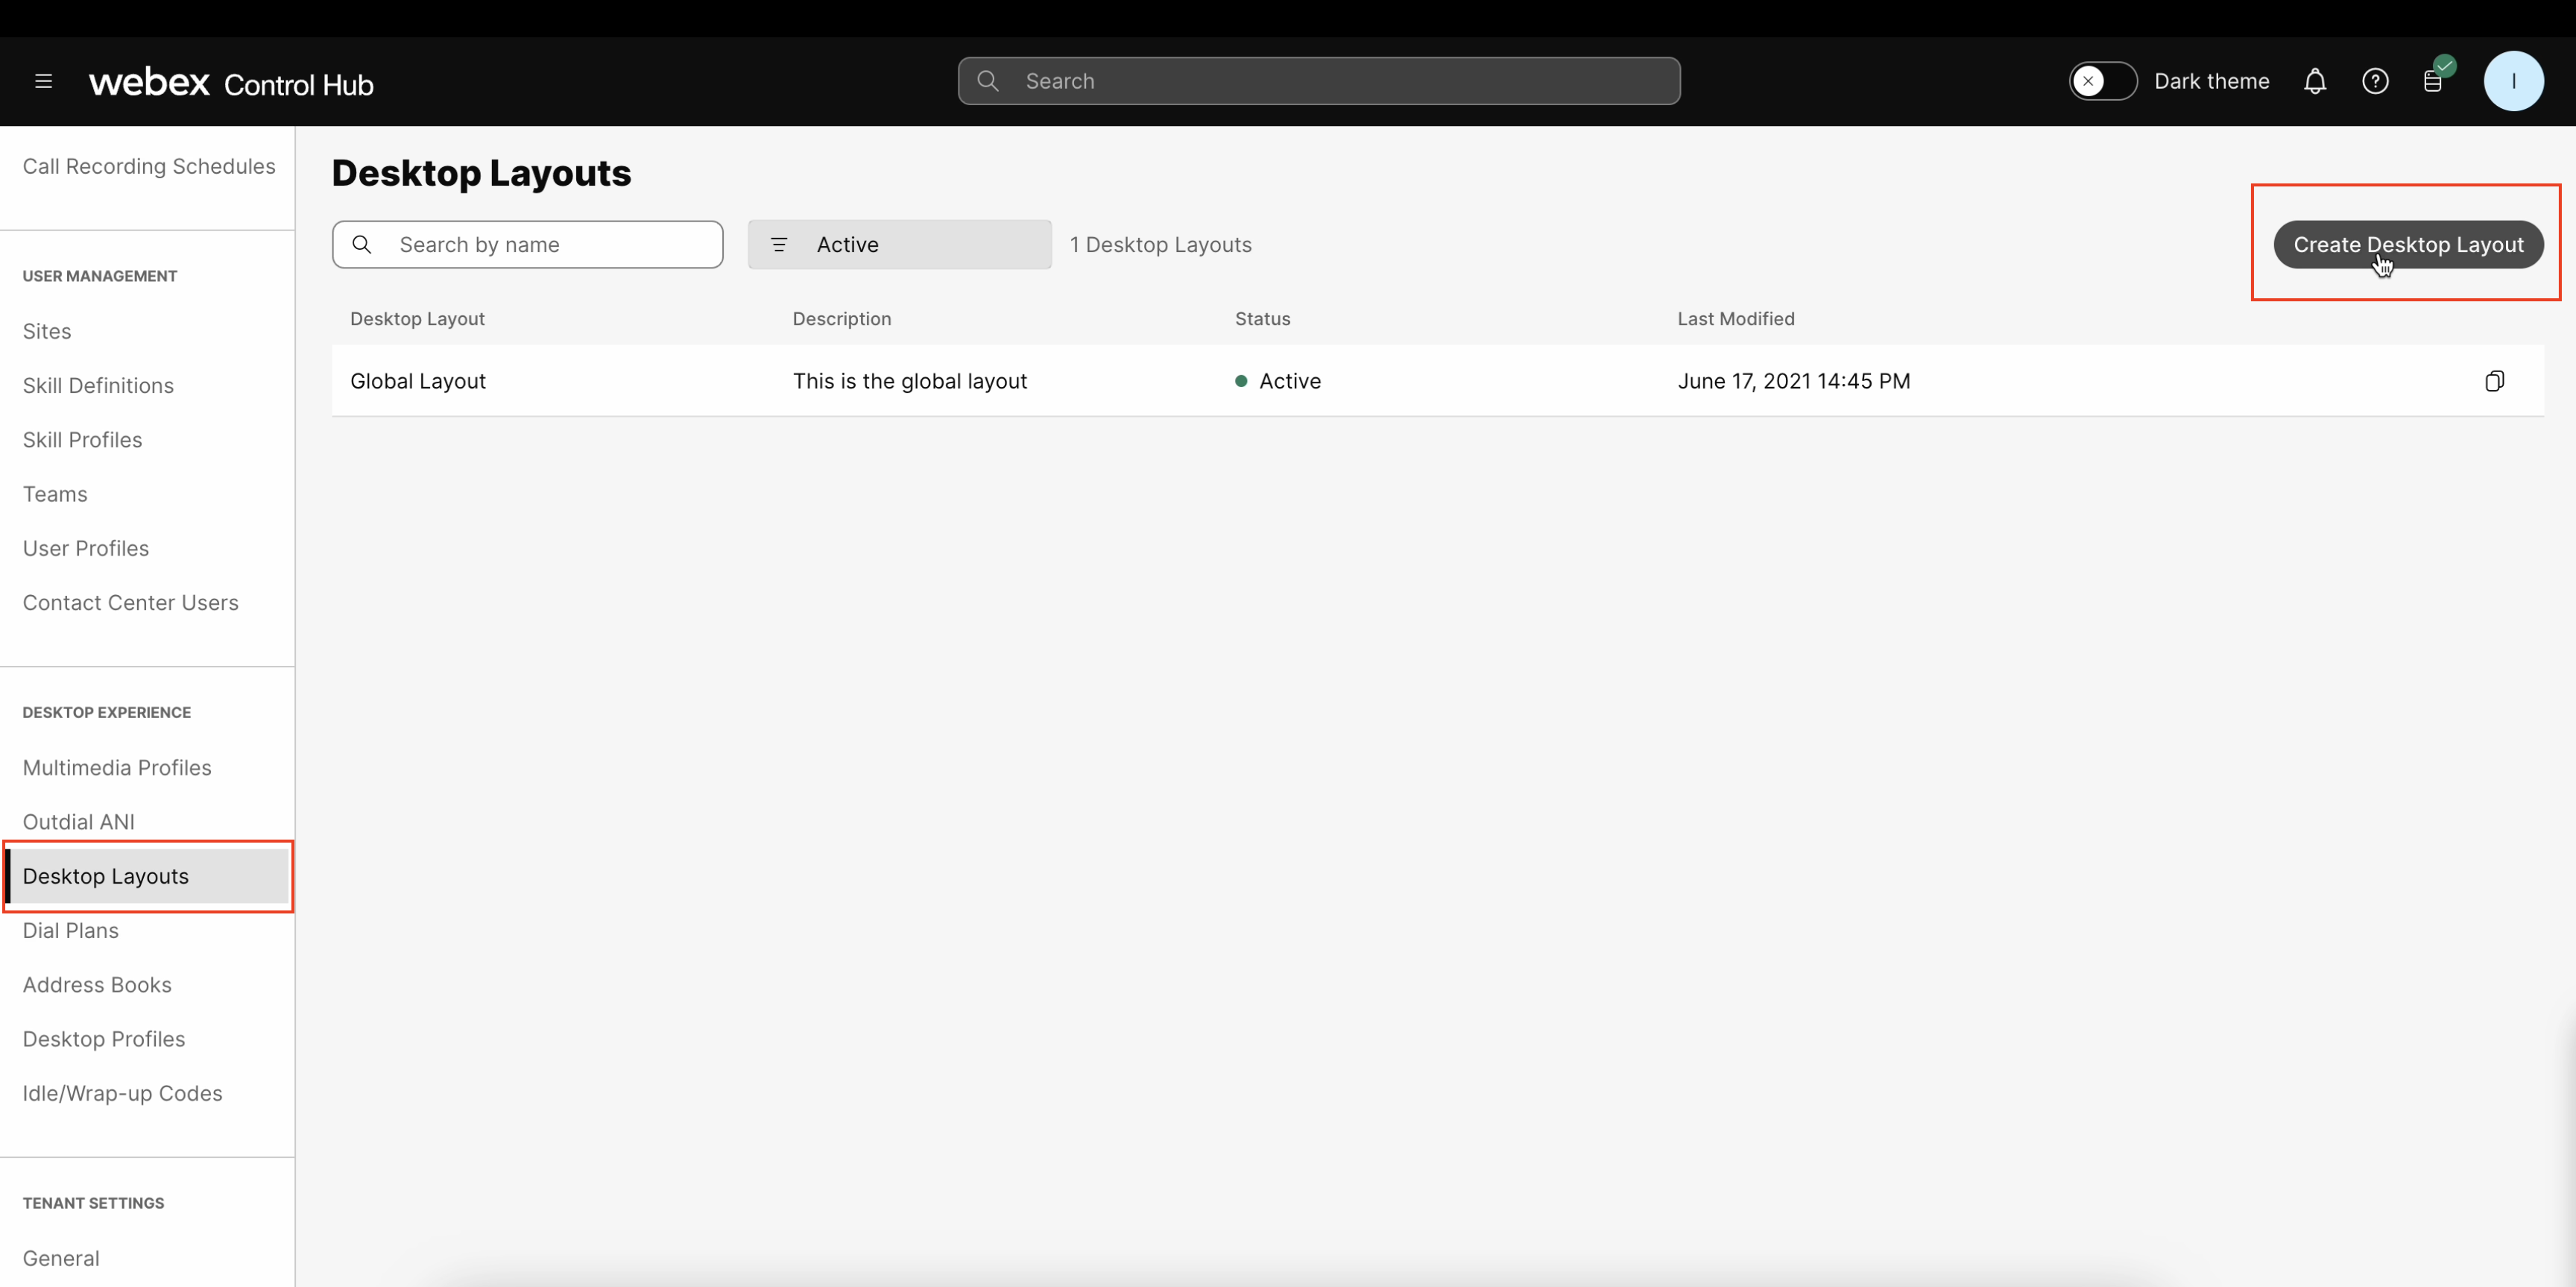 webex Control Hub
Search
Dark theme
I
Call Recording Schedules
USER MANAGEMENT
Sites
Skill Definitions
Skill Profiles
Teams
User Profiles
Contact Center Users
DESKTOP EXPERIENCE
Multimedia Profiles
Outdial ANI
Desktop Layouts
Dial Plans
Address Books
Desktop Profiles
Idle/Wrap-up Codes
TENANT SETTINGS
General
Desktop Layouts
Search by name
Active
1 Desktop Layouts
Create Desktop Layout
Desktop Layout Description Status Last Modified
Global Layout This is the global layout Active June 17, 2021 14:45 PM